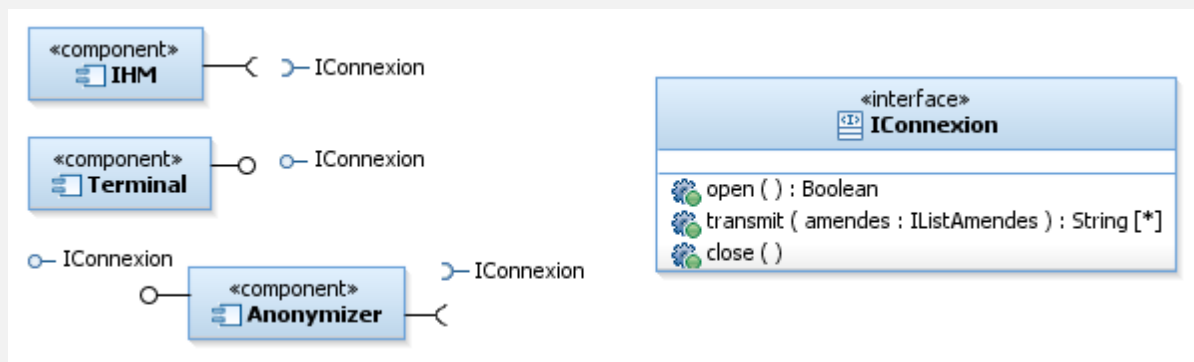 «component»
IHM
IConnexion
«component»
Terminal
IConnexion
IConnexion
«component»
Anonymizer
IConnexion
«interface»
<I>
IConnexion
open ( ) : Boolean
transmit ( amendes : IListAmendes ) : String [*]
close ( )